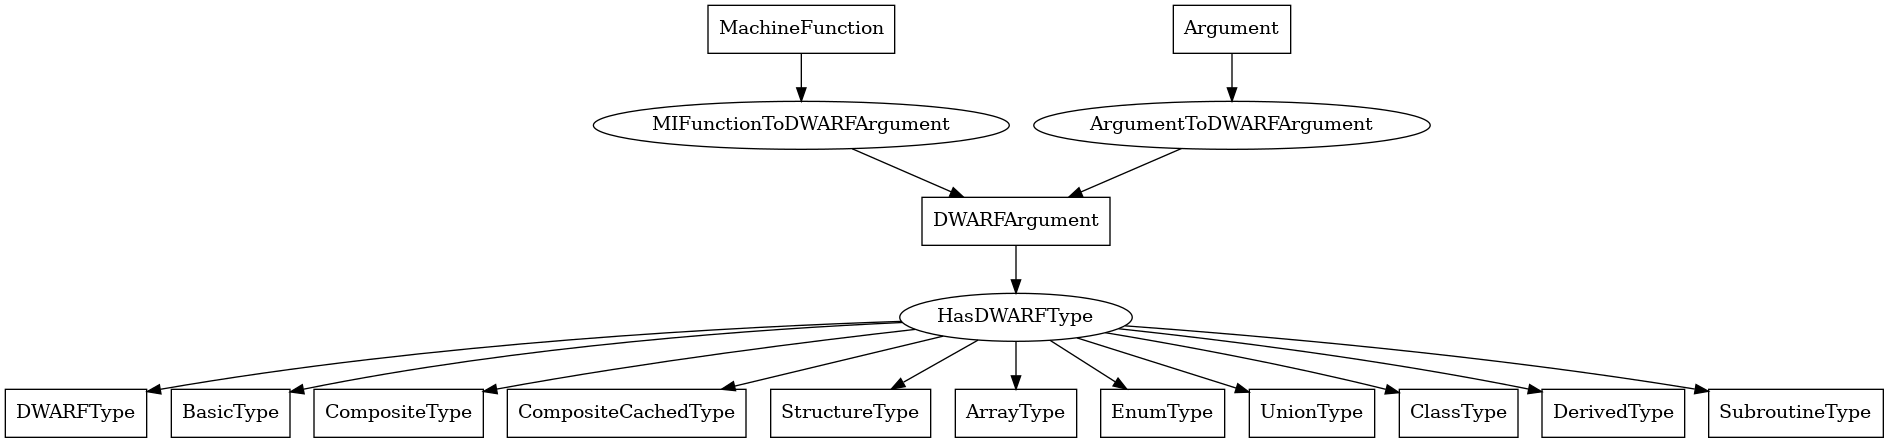 MachineFunction
Argument
MIFunctionToDWARFArgument
ArgumentToDWARFArgument
DWARFArgument
HasDWARFType
DWARFType
BasicType
CompositeType
CompositeCachedType
StructureType
ArrayType
EnumType
UnionType
ClassType
DerivedType
SubroutineType